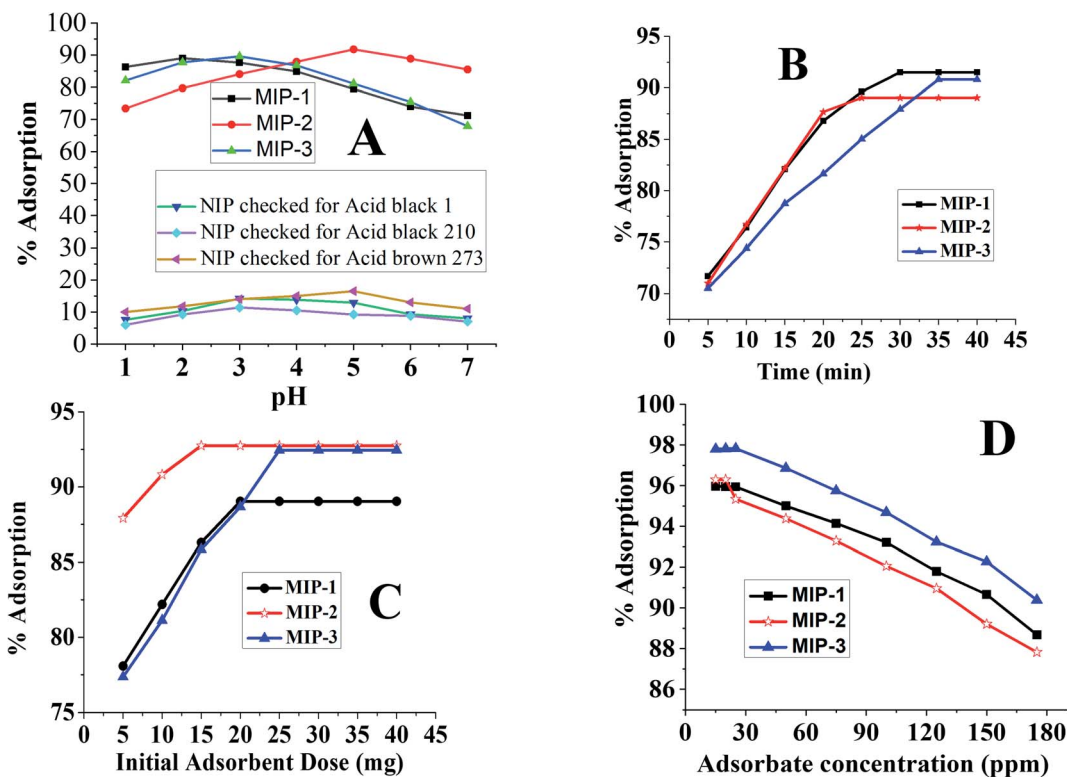 % Adsorption
100
90
80
70
60
50
40
30
20
10
0
MIP-1
MIP-2
MIP-3
A
NIP checked for Acid black 1
NIP checked for Acid black 210
NIP checked for Acid brown 273
1 2 3 4 5 6 7
pH
% Adsorption
90
85
80
75
70
B
MIP-1
MIP-2
MIP-3
0 5 10 15 20 25 30 35 40 45
Time (min)
% Adsorption
95
90
85
80
75
C
MIP-1
MIP-2
MIP-3
0 5 10 15 20 25 30 35 40 45
Initial Adsorbent Dose (mg)
% Adsorption
100
98
96
94
92
90
88
86
D
MIP-1
MIP-2
MIP-3
0 30 60 90 120 150 180
Adsorbate concentration (ppm)